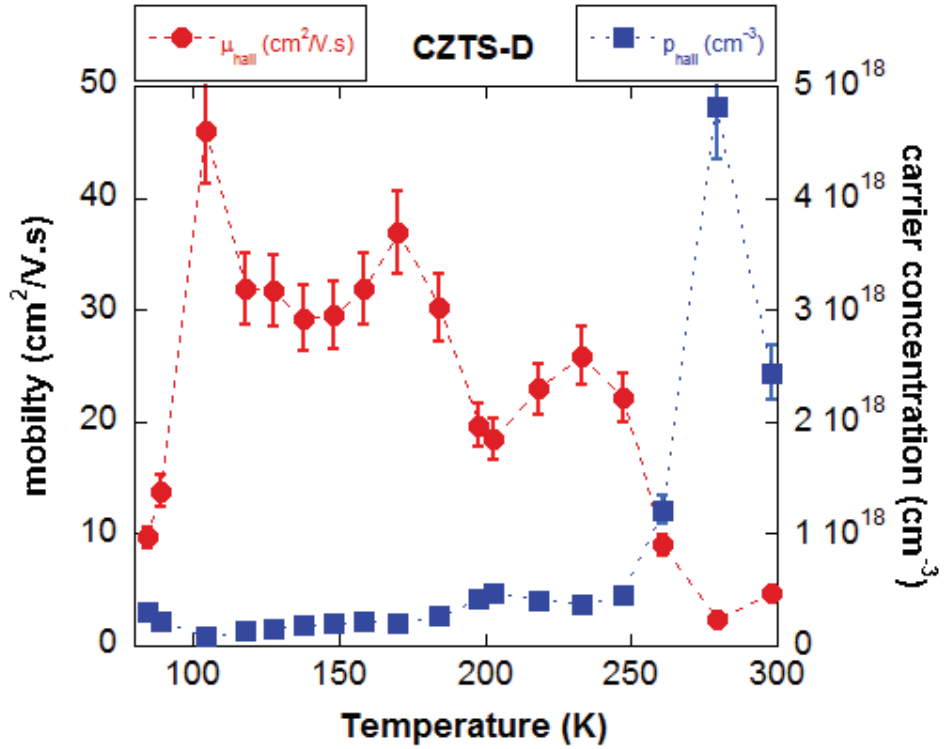 μhall (cm²/V.s)
CZTS-D
phall (cm⁻³)
50
40
30
20
10
0
mobilty (cm²/V.s)
5 10¹⁸
4 10¹⁸
3 10¹⁸
2 10¹⁸
1 10¹⁸
0
carrier concentration (cm⁻³)
100 150 200 250 300
Temperature (K)